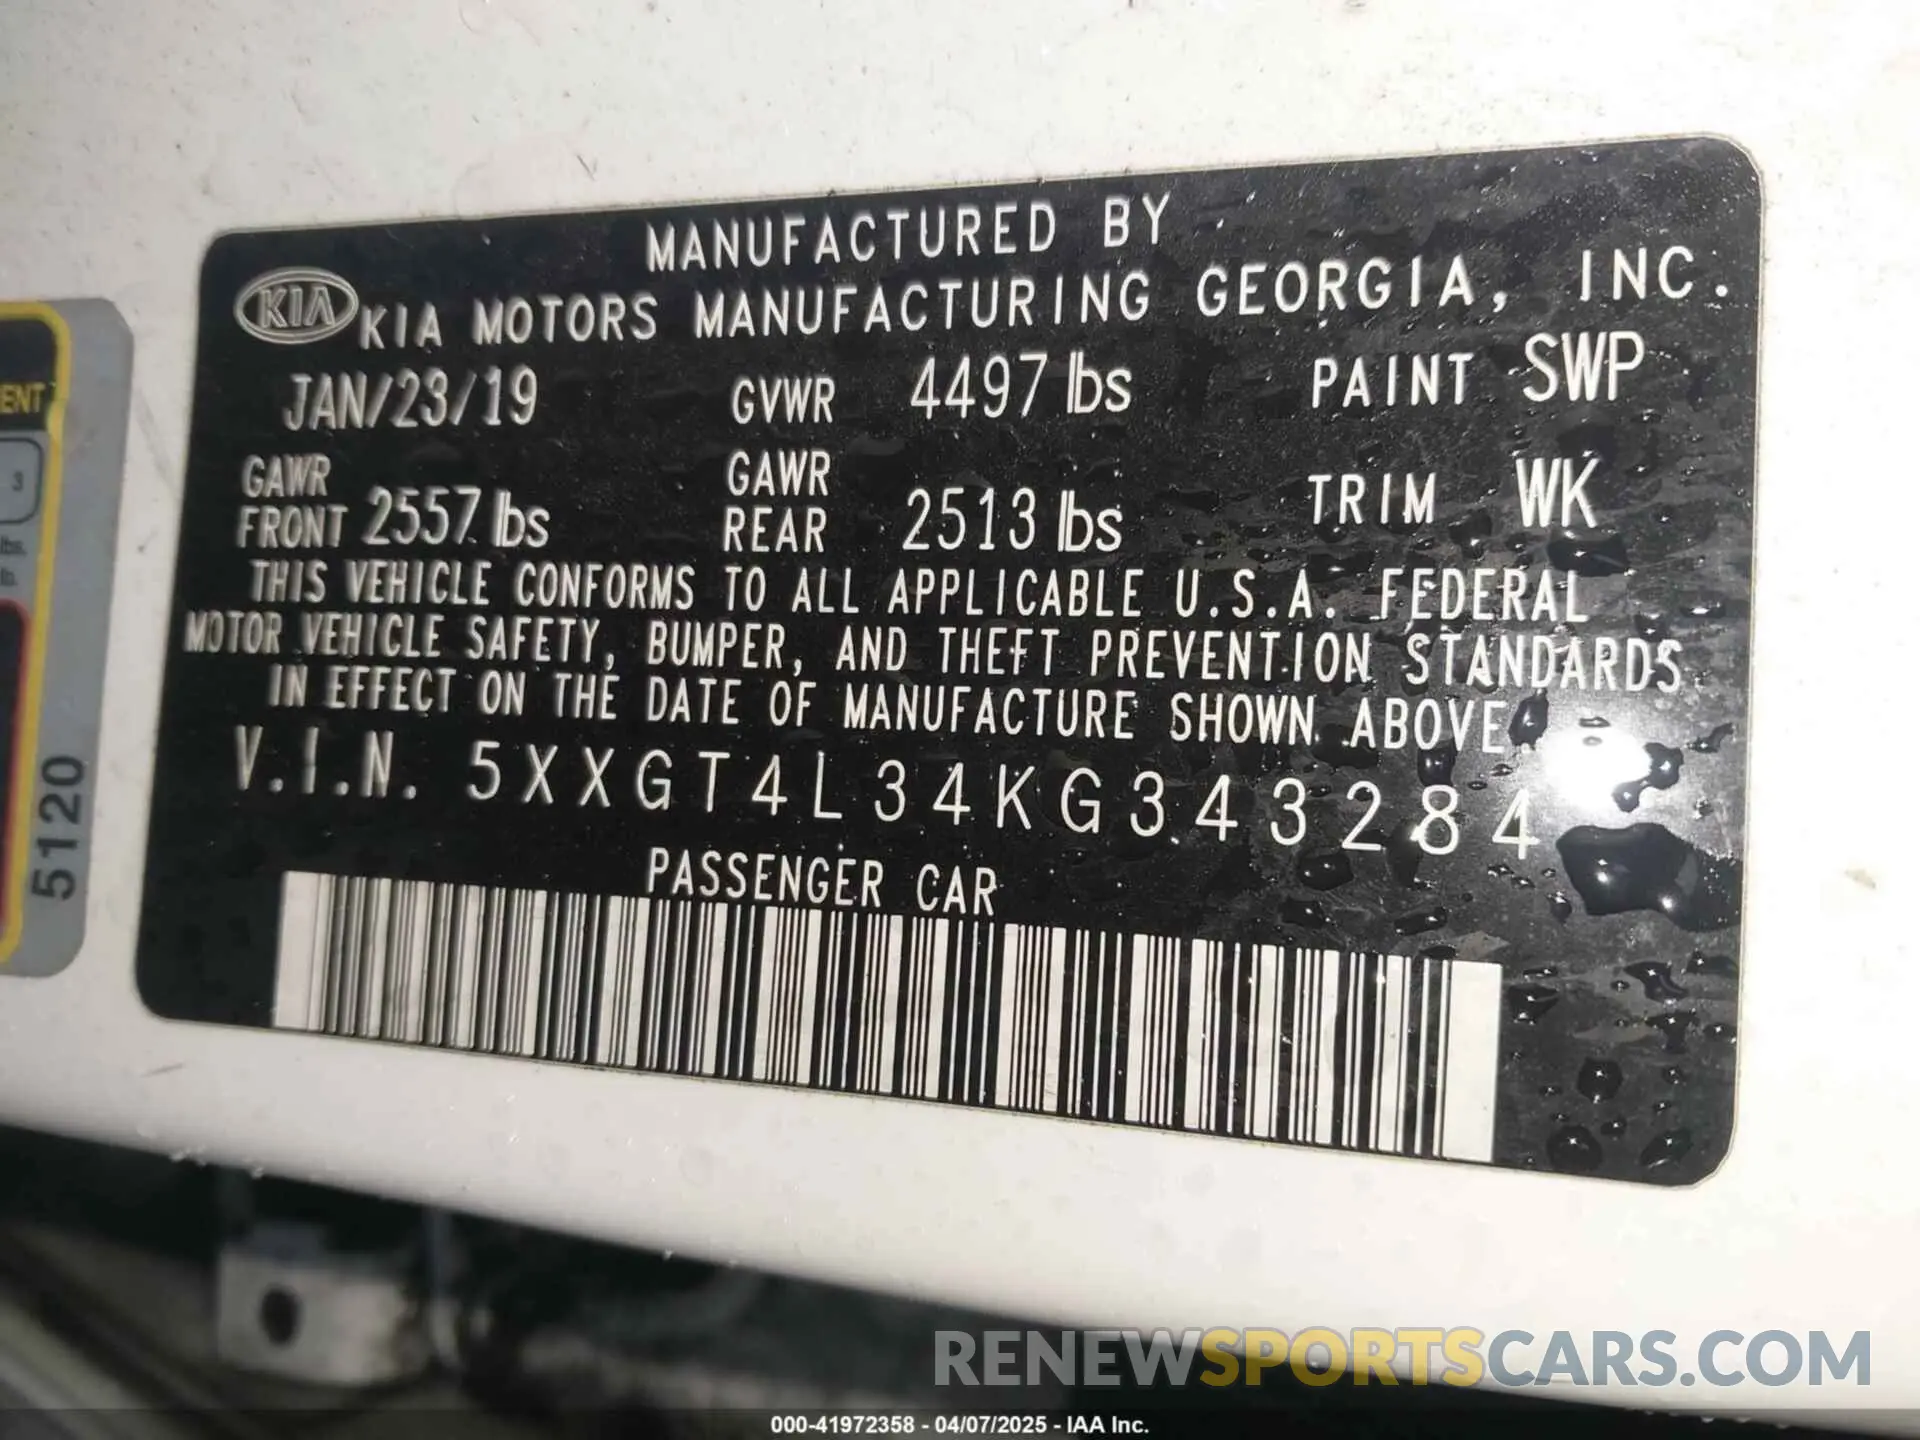 MANUFACTURED BY
KIA KIA MOTORS MANUFACTURING GEORGIA, INC.
JAN/23/19 GVWR 4497 lbs PAINT SWP
GAWR FRONT 2557 lbs GAWR REAR 2513 lbs TRIM WK
THIS VEHICLE CONFORMS TO ALL APPLICABLE U.S.A. FEDERAL
MOTOR VEHICLE SAFETY, BUMPER, AND THEFT PREVENTION STANDARDS
IN EFFECT ON THE DATE OF MANUFACTURE SHOWN ABOVE
V.I.N. 5XXGT4L34KG343284
PASSENGER CAR
ENT
3
lbs.
5120
RENEWSPORTSCARS.COM
000-41972358 - 04/07/2025 - IAA Inc.